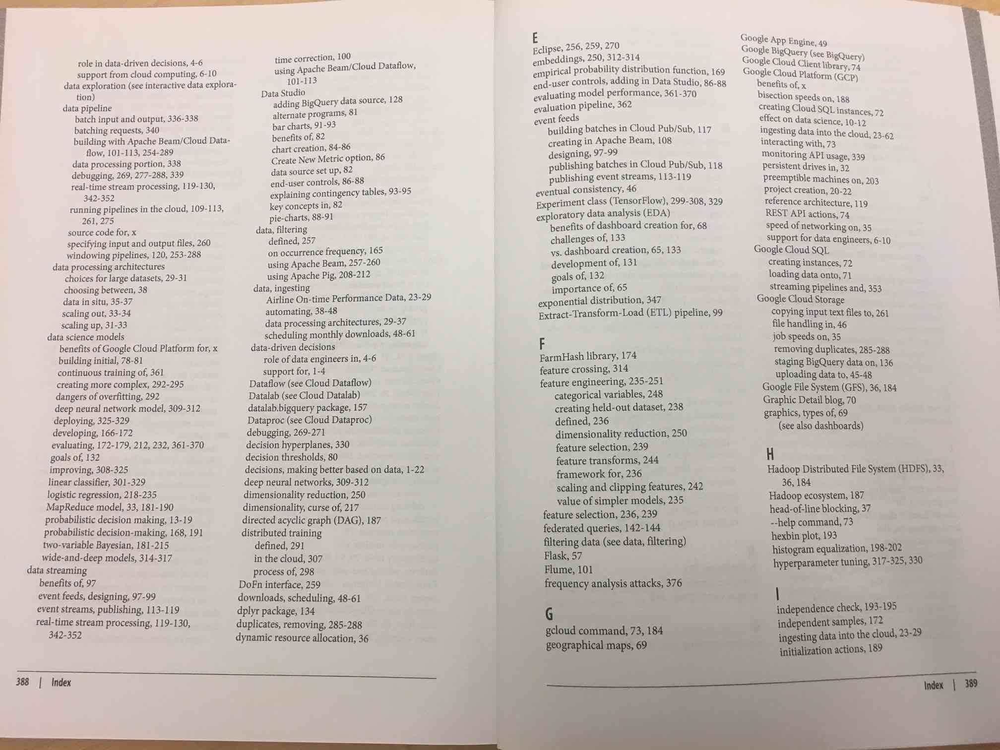 role in data-driven decisions, 4-6
support from cloud computing, 6-10
data exploration (see interactive data explora-
tion)
data pipeline
batch input and output, 336-338
batching requests, 340
building with Apache Beam/Cloud Data-
flow, 101-113, 254-289
data processing portion, 338
debugging, 269, 277-288, 339
real-time stream processing, 119-130,
342-352
running pipelines in the cloud, 109-113,
261, 275
source code for, x
specifying input and output files, 260
windowing pipelines, 120, 253-288
data processing architectures
choices for large datasets, 29-31
choosing between, 38
data in situ, 35-37
scaling out, 33-34
scaling up, 31-33
data science models
benefits of Google Cloud Platform for, x
building initial, 78-81
continuous training of, 361
creating more complex, 292-295
dangers of overfitting, 292
deep neural network model, 309-312
deploying, 325-329
developing, 166-172
evaluating, 172-179, 212, 232, 361-370
goals of, 132
improving, 308-325
linear classifier, 301-329
logistic regression, 218-235
MapReduce model, 33, 181-190
probabilistic decision making, 13-19
probabilistic decision-making, 168, 191
two-variable Bayesian, 181-215
wide-and-deep models, 314-317
data streaming
benefits of, 97
event feeds, designing, 97-99
event streams, publishing, 113-119
real-time stream processing, 119-130,
342-352
time correction, 100
using Apache Beam/Cloud Dataflow,
101-113
Data Studio
adding BigQuery data source, 128
alternate programs, 81
bar charts, 91-93
benefits of, 82
chart creation, 84-86
Create New Metric option, 86
data source set up, 82
end-user controls, 86-88
explaining contingency tables, 93-95
key concepts in, 82
pie-charts, 88-91
data, filtering
defined, 257
on occurrence frequency, 165
using Apache Beam, 257-260
using Apache Pig, 208-212
data, ingesting
Airline On-time Performance Data, 23-29
automating, 38-48
data processing architectures, 29-37
scheduling monthly downloads, 48-61
data-driven decisions
role of data engineers in, 4-6
support for, 1-4
Dataflow (see Cloud Dataflow)
Datalab (see Cloud Datalab)
datalab.bigquery package, 157
Dataproc (see Cloud Dataproc)
debugging, 269-271
decision hyperplanes, 330
decision thresholds, 80
decisions, making better based on data, 1-22
deep neural networks, 309-312
dimensionality reduction, 250
dimensionality, curse of, 217
directed acyclic graph (DAG), 187
distributed training
defined, 291
in the cloud, 307
process of, 298
DoFn interface, 259
downloads, scheduling, 48-61
dplyr package, 134
duplicates, removing, 285-288
dynamic resource allocation, 36
388 | Index
E
Eclipse, 256, 259, 270
embeddings, 250, 312-314
empirical probability distribution function, 169
end-user controls, adding in Data Studio, 86-88
evaluating model performance, 361-370
evaluation pipeline, 362
event feeds
building batches in Cloud Pub/Sub, 117
creating in Apache Beam, 108
designing, 97-99
publishing batches in Cloud Pub/Sub, 118
publishing event streams, 113-119
eventual consistency, 46
Experiment class (TensorFlow), 299-308, 329
exploratory data analysis (EDA)
benefits of dashboard creation for, 68
challenges of, 133
vs. dashboard creation, 65, 133
development of, 131
goals of, 132
importance of, 65
exponential distribution, 347
Extract-Transform-Load (ETL) pipeline, 99
F
FarmHash library, 174
feature crossing, 314
feature engineering, 235-251
categorical variables, 248
creating held-out dataset, 238
defined, 236
dimensionality reduction, 250
feature selection, 239
feature transforms, 244
framework for, 236
scaling and clipping features, 242
value of simpler models, 235
feature selection, 236, 239
federated queries, 142-144
filtering data (see data, filtering)
Flask, 57
Flume, 101
frequency analysis attacks, 376
G
gcloud command, 73, 184
geographical maps, 69
Google App Engine, 49
Google BigQuery (see BigQuery)
Google Cloud Client library, 74
Google Cloud Platform (GCP)
benefits of, x
bisection speeds on, 188
creating Cloud SQL instances, 72
effect on data science, 10-12
ingesting data into the cloud, 23-62
interacting with, 73
monitoring API usage, 339
persistent drives in, 32
preemptible machines on, 203
project creation, 20-22
reference architecture, 119
REST API actions, 74
speed of networking on, 35
support for data engineers, 6-10
Google Cloud SQL
creating instances, 72
loading data onto, 71
streaming pipelines and, 353
Google Cloud Storage
copying input text files to, 261
file handling in, 46
job speeds on, 35
removing duplicates, 285-288
staging BigQuery data on, 136
uploading data to, 45-48
Google File System (GFS), 36, 184
Graphic Detail blog, 70
graphics, types of, 69
(see also dashboards)
H
Hadoop Distributed File System (HDFS), 33,
36, 184
Hadoop ecosystem, 187
head-of-line blocking, 37
--help command, 73
hexbin plot, 193
histogram equalization, 198-202
hyperparameter tuning, 317-325, 330
I
independence check, 193-195
independent samples, 172
ingesting data into the cloud, 23-29
initialization actions, 189
Index | 389